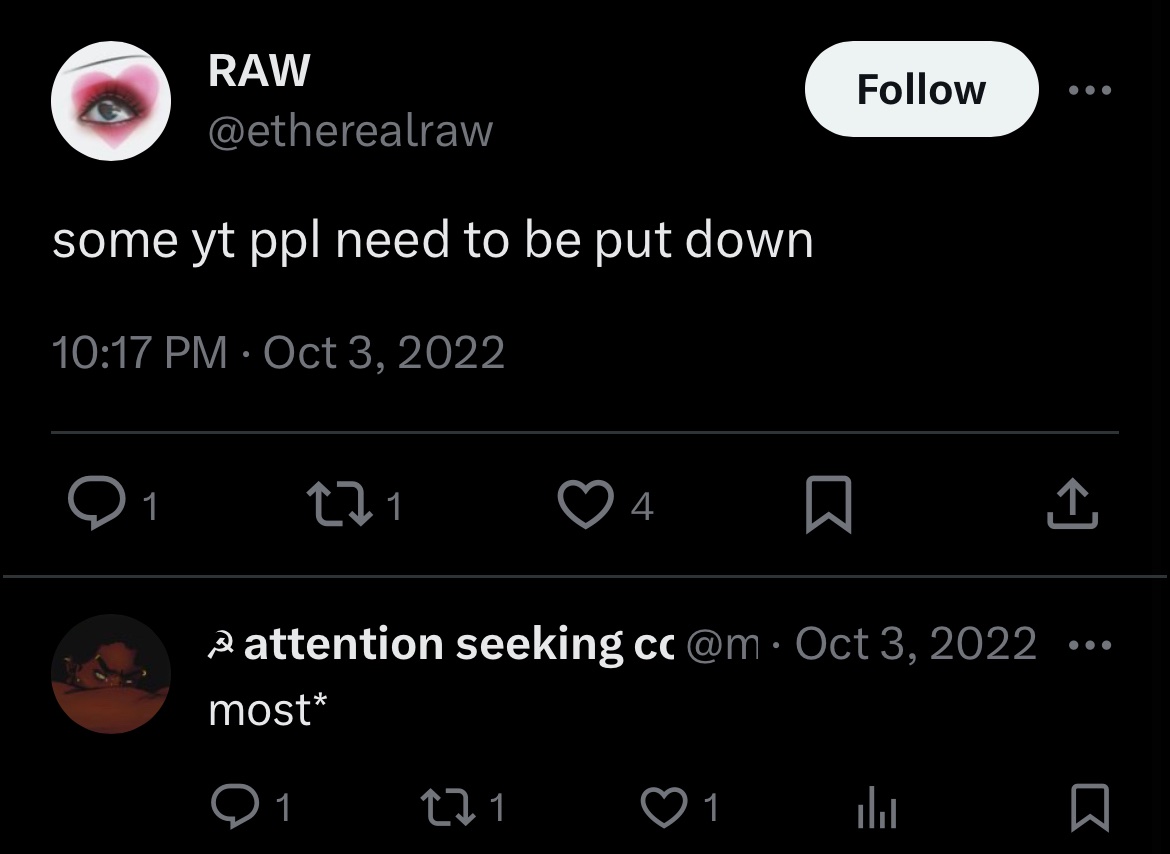 RAW
Follow
@etherealraw
some yt ppl need to be put down
10:17 PM · Oct 3, 2022
1 1 4
☭ attention seeking cc @m · Oct 3, 2022
most*
1 1 1